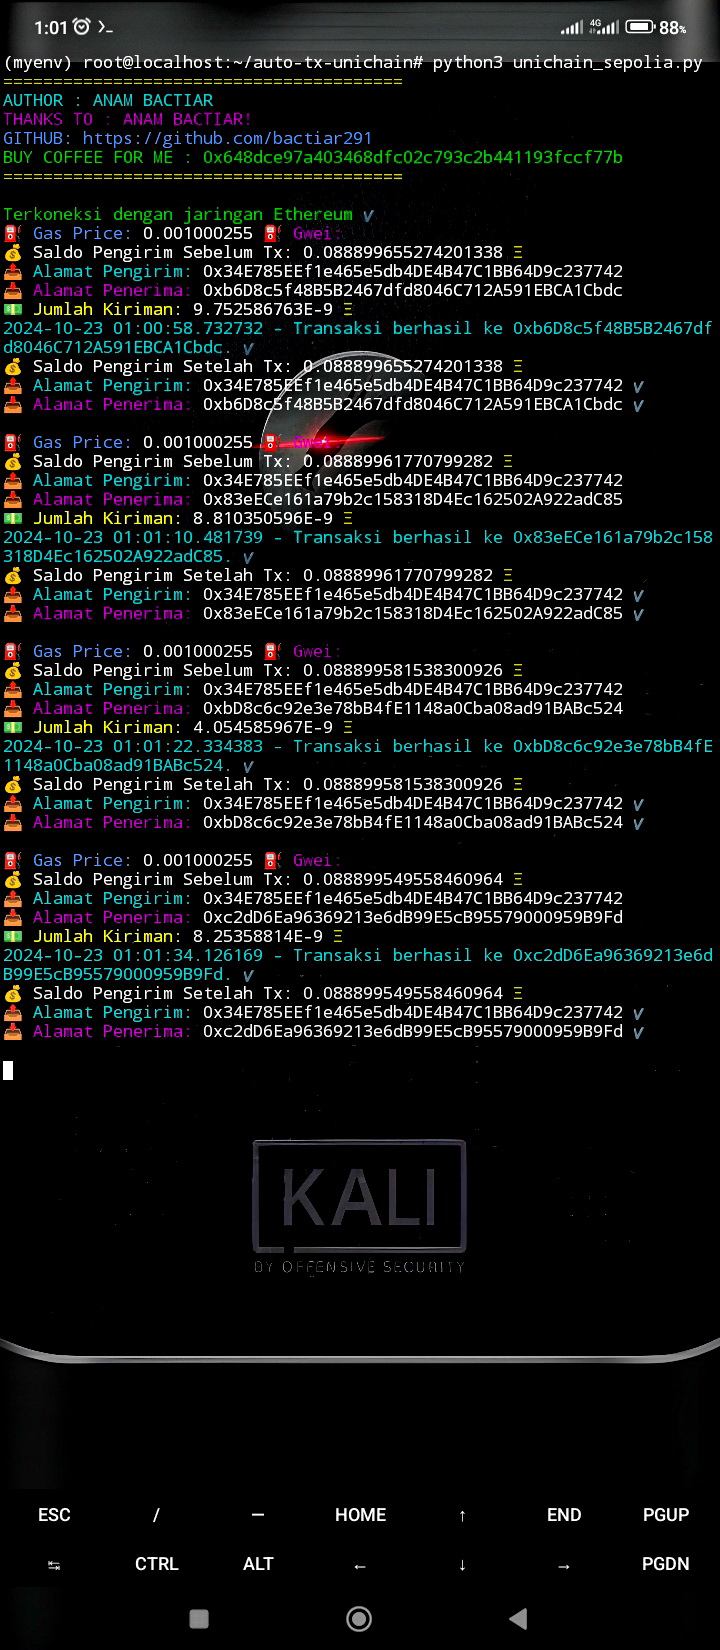 1:01 88%
4G
(myenv) root@localhost:~/auto-tx-unichain# python3 unichain_sepolia.py
========================================
AUTHOR : ANAM BACTIAR
THANKS TO : ANAM BACTIAR!
GITHUB: https://github.com/bactiar291
BUY COFFEE FOR ME : 0x648dce97a403468dfc02c793c2b441193fccf77b
========================================
Terkoneksi dengan jaringan Ethereum ✓
⛽ Gas Price: 0.001000255 ⛽ Gwei:
💰 Saldo Pengirim Sebelum Tx: 0.088899655274201338 Ξ
📤 Alamat Pengirim: 0x34E785EEf1e465e5db4DE4B47C1BB64D9c237742
📥 Alamat Penerima: 0xb6D8c5f48B5B2467dfd8046C712A591EBCA1Cbdc
💵 Jumlah Kiriman: 9.752586763E-9 Ξ
2024-10-23 01:00:58.732732 - Transaksi berhasil ke 0xb6D8c5f48B5B2467df
d8046C712A591EBCA1Cbdc. ✓
💰 Saldo Pengirim Setelah Tx: 0.088899655274201338 Ξ
📤 Alamat Pengirim: 0x34E785EEf1e465e5db4DE4B47C1BB64D9c237742 ✓
📥 Alamat Penerima: 0xb6D8c5f48B5B2467dfd8046C712A591EBCA1Cbdc ✓
⛽ Gas Price: 0.001000255 ⛽ Gwei:
💰 Saldo Pengirim Sebelum Tx: 0.08889961770799282 Ξ
📤 Alamat Pengirim: 0x34E785EEf1e465e5db4DE4B47C1BB64D9c237742
📥 Alamat Penerima: 0x83eECe161a79b2c158318D4Ec162502A922adC85
💵 Jumlah Kiriman: 8.810350596E-9 Ξ
2024-10-23 01:01:10.481739 - Transaksi berhasil ke 0x83eECe161a79b2c158
318D4Ec162502A922adC85. ✓
💰 Saldo Pengirim Setelah Tx: 0.08889961770799282 Ξ
📤 Alamat Pengirim: 0x34E785EEf1e465e5db4DE4B47C1BB64D9c237742 ✓
📥 Alamat Penerima: 0x83eECe161a79b2c158318D4Ec162502A922adC85 ✓
⛽ Gas Price: 0.001000255 ⛽ Gwei:
💰 Saldo Pengirim Sebelum Tx: 0.088899581538300926 Ξ
📤 Alamat Pengirim: 0x34E785EEf1e465e5db4DE4B47C1BB64D9c237742
📥 Alamat Penerima: 0xbD8c6c92e3e78bB4fE1148a0Cba08ad91BABc524
💵 Jumlah Kiriman: 4.054585967E-9 Ξ
2024-10-23 01:01:22.334383 - Transaksi berhasil ke 0xbD8c6c92e3e78bB4fE
1148a0Cba08ad91BABc524. ✓
💰 Saldo Pengirim Setelah Tx: 0.088899581538300926 Ξ
📤 Alamat Pengirim: 0x34E785EEf1e465e5db4DE4B47C1BB64D9c237742 ✓
📥 Alamat Penerima: 0xbD8c6c92e3e78bB4fE1148a0Cba08ad91BABc524 ✓
⛽ Gas Price: 0.001000255 ⛽ Gwei:
💰 Saldo Pengirim Sebelum Tx: 0.088899549558460964 Ξ
📤 Alamat Pengirim: 0x34E785EEf1e465e5db4DE4B47C1BB64D9c237742
📥 Alamat Penerima: 0xc2dD6Ea96369213e6dB99E5cB95579000959B9Fd
💵 Jumlah Kiriman: 8.25358814E-9 Ξ
2024-10-23 01:01:34.126169 - Transaksi berhasil ke 0xc2dD6Ea96369213e6d
B99E5cB95579000959B9Fd. ✓
💰 Saldo Pengirim Setelah Tx: 0.088899549558460964 Ξ
📤 Alamat Pengirim: 0x34E785EEf1e465e5db4DE4B47C1BB64D9c237742 ✓
📥 Alamat Penerima: 0xc2dD6Ea96369213e6dB99E5cB95579000959B9Fd ✓
KALI
BY OFFENSIVE SECURITY
ESC / — HOME ↑ END PGUP
↹ CTRL ALT ← ↓ → PGDN